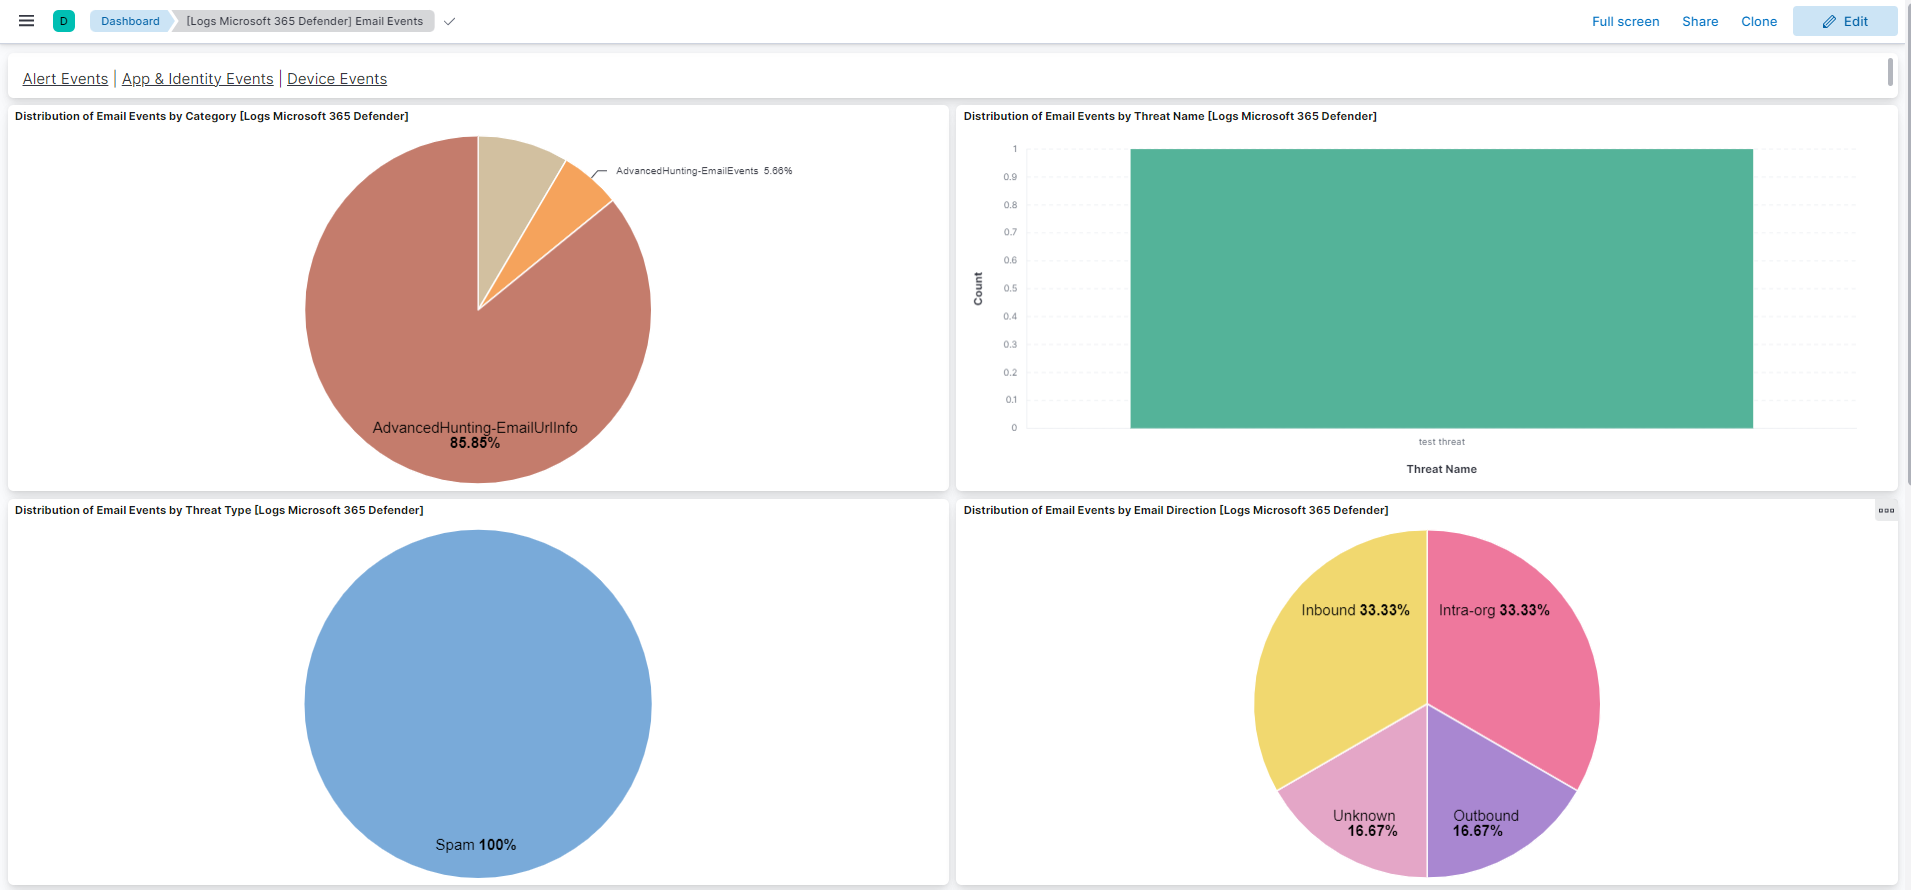 D Dashboard [Logs Microsoft 365 Defender] Email Events Full screen Share Clone Edit
Alert Events | App & Identity Events | Device Events
Distribution of Email Events by Category [Logs Microsoft 365 Defender]
AdvancedHunting-EmailEvents 5.66%
AdvancedHunting-EmailUrlInfo
85.85%
Distribution of Email Events by Threat Name [Logs Microsoft 365 Defender]
1
0.9
0.8
0.7
0.6
0.5
0.4
0.3
0.2
0.1
0
Count
test threat
Threat Name
Distribution of Email Events by Threat Type [Logs Microsoft 365 Defender]
Spam 100%
Distribution of Email Events by Email Direction [Logs Microsoft 365 Defender]
Inbound 33.33%
Intra-org 33.33%
Unknown
16.67%
Outbound
16.67%